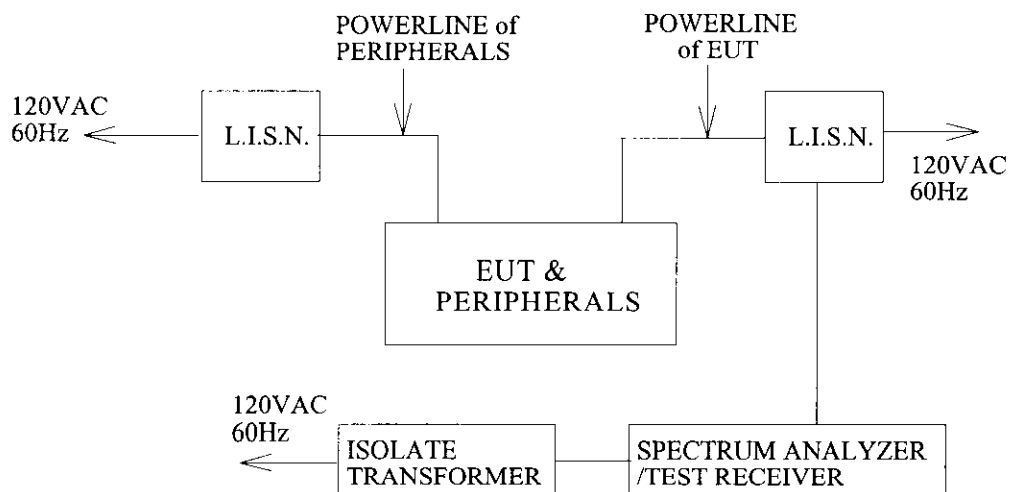 POWERLINE of
PERIPHERALS
POWERLINE
of EUT
120VAC
60Hz
L.I.S.N.
L.I.S.N.
120VAC
60Hz
EUT &
PERIPHERALS
120VAC
60Hz
ISOLATE
TRANSFORMER
SPECTRUM ANALYZER
/TEST RECEIVER